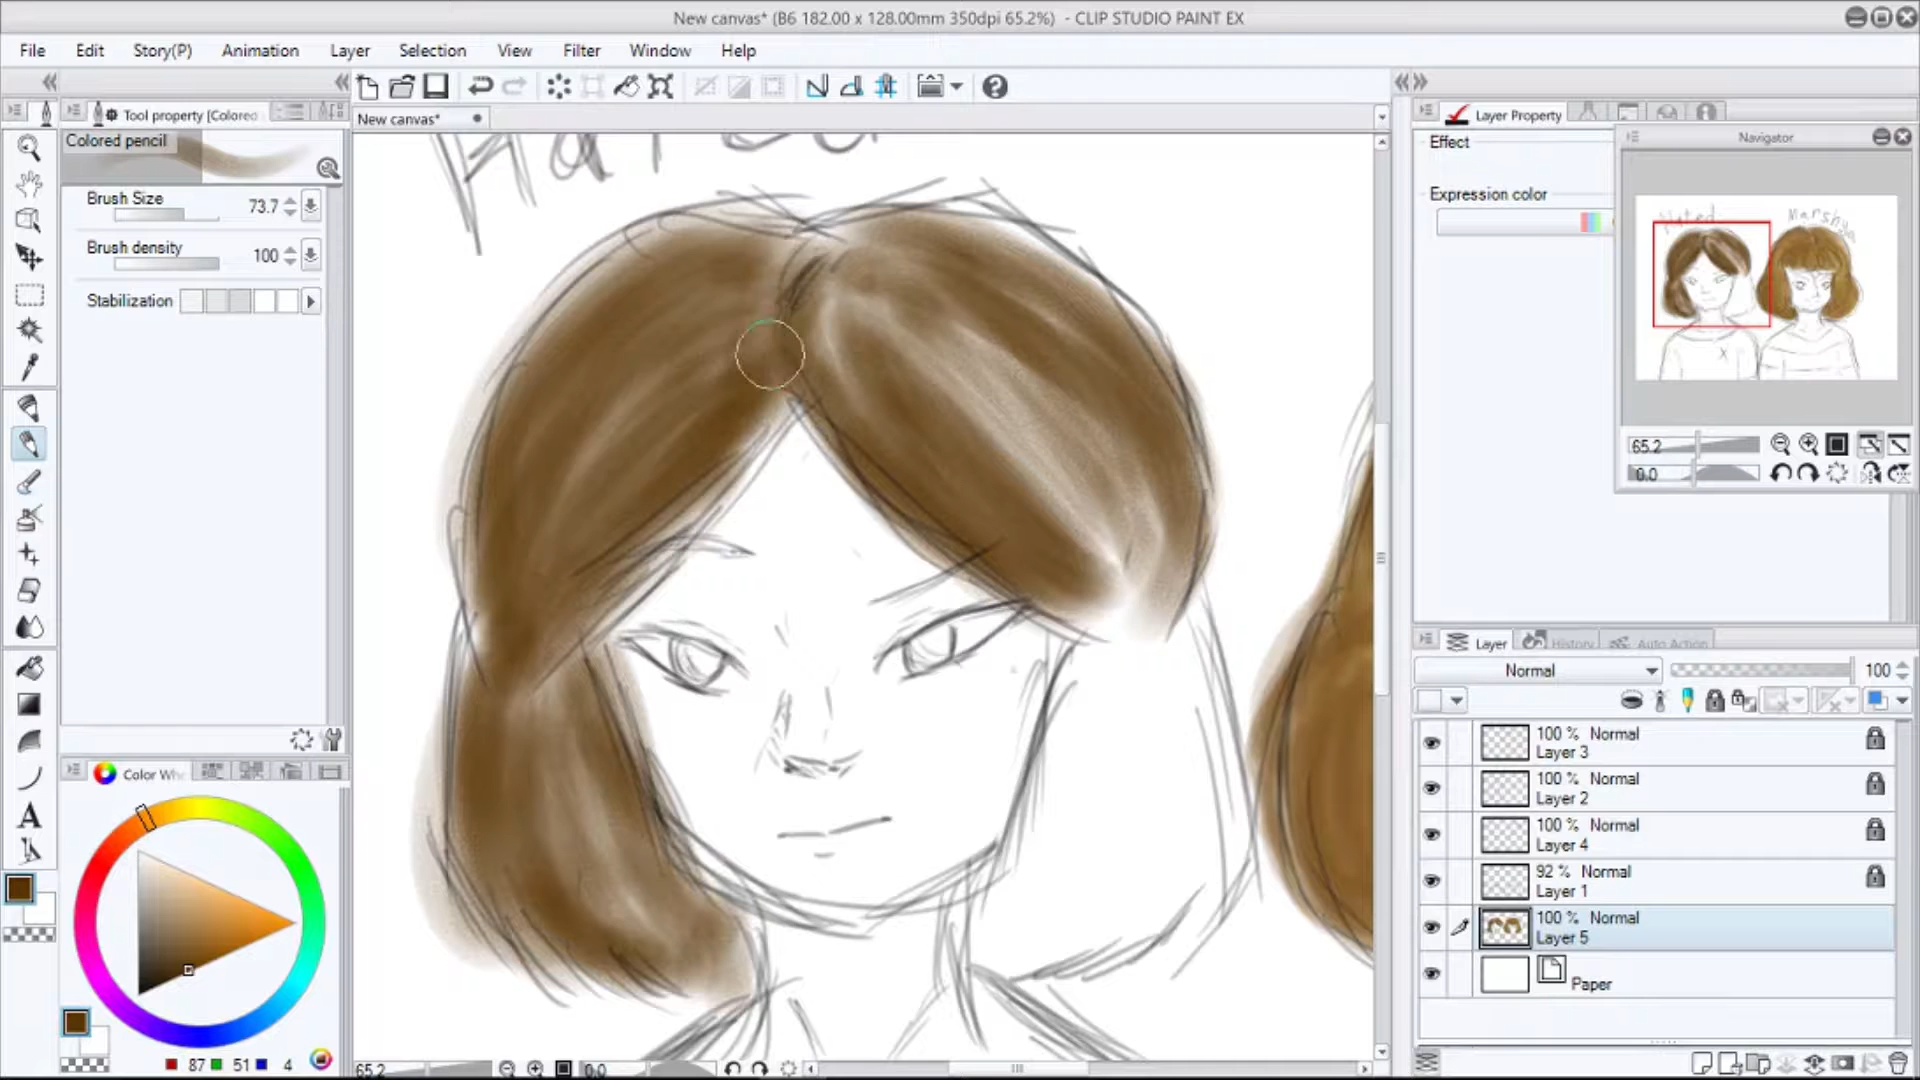 New canvas* (B6 182.00 x 128.00mm 350dpi 65.2%) - CLIP STUDIO PAINT EX
File Edit Story(P) Animation Layer Selection View Filter Window Help
Tool property [Colored
New canvas*
Layer Property
Colored pencil
Effect
Navigator
Brush Size 73.7
Expression color
Brush density 100
Hated Marshya
Stabilization
65.2
0.0
Layer History Auto Action
Normal 100
100 % Normal
Layer 3
100 % Normal
Layer 2
100 % Normal
Layer 4
92 % Normal
Layer 1
100 % Normal
Layer 5
Paper
Color Whe
A
87 51 4
65.2 0.0